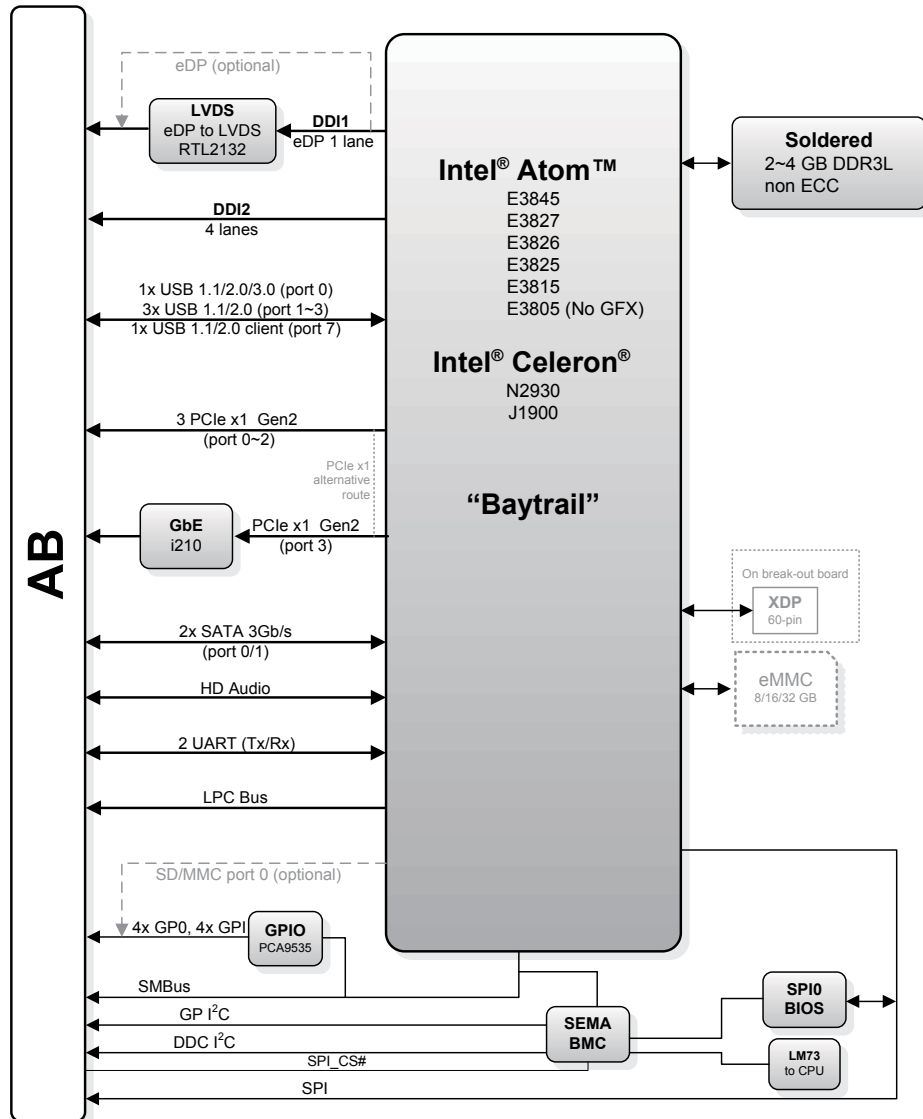 AB
eDP (optional)
LVDS
eDP to LVDS
RTL2132
DDI1
eDP 1 lane
DDI2
4 lanes
1x USB 1.1/2.0/3.0 (port 0)
3x USB 1.1/2.0 (port 1~3)
1x USB 1.1/2.0 client (port 7)
3 PCIe x1 Gen2
(port 0~2)
PCIe x1
alternative
route
GbE
i210
PCIe x1 Gen2
(port 3)
2x SATA 3Gb/s
(port 0/1)
HD Audio
2 UART (Tx/Rx)
LPC Bus
SD/MMC port 0 (optional)
4x GP0, 4x GPI
GPIO
PCA9535
SMBus
GP I²C
DDC I²C
SPI_CS#
SPI
Intel® Atom™
E3845
E3827
E3826
E3825
E3815
E3805 (No GFX)
Intel® Celeron®
N2930
J1900
“Baytrail”
Soldered
2~4 GB DDR3L
non ECC
On break-out board
XDP
60-pin
eMMC
8/16/32 GB
SEMA
BMC
SPI0
BIOS
LM73
to CPU